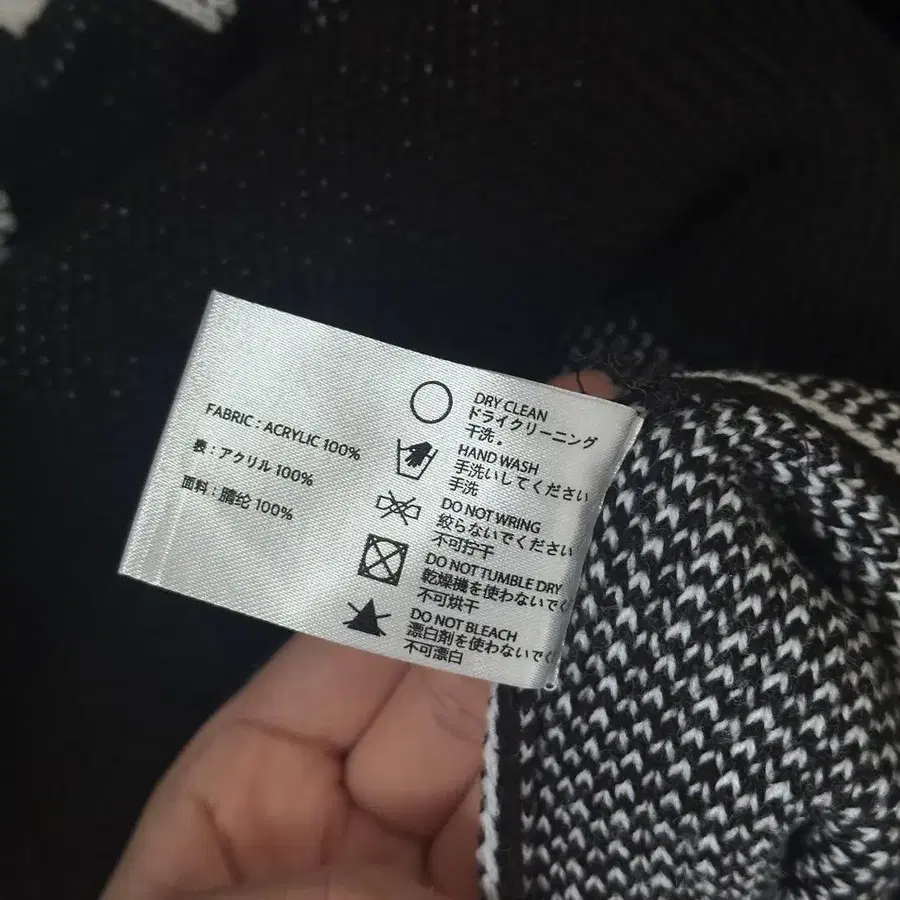 FABRIC : ACRYLIC 100%
表 : アクリル 100%
面料 : 腈纶 100%
DRY CLEAN
ドライクリーニング
干洗。
HAND WASH
手洗いしてください
手洗
DO NOT WRING
絞らないでください
不可拧干
DO NOT TUMBLE DRY
乾燥機を使わないでく
不可烘干
DO NOT BLEACH
漂白剤を使わないでく
不可漂白